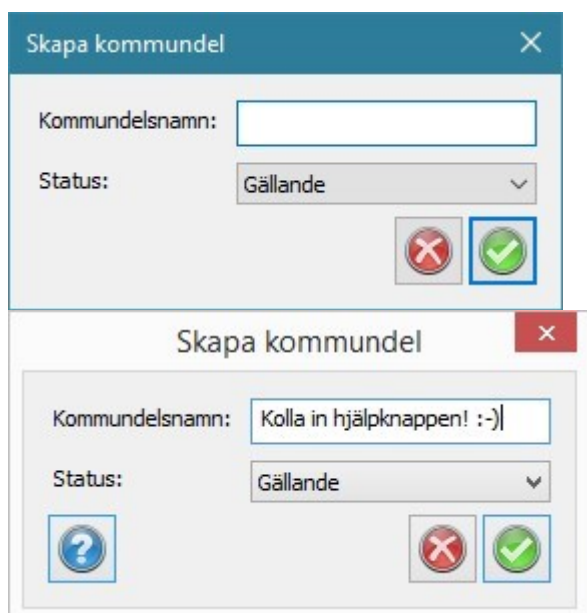 Skapa kommundel
Kommundelsnamn:
Status: Gällande
Skapa kommundel
Kommundelsnamn: Kolla in hjälpknappen! :-)
Status: Gällande